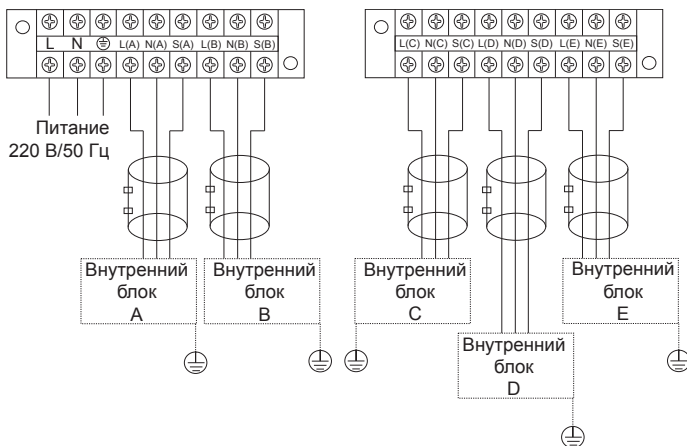 L N L(A) N(A) S(A) L(B) N(B) S(B)
L(C) N(C) S(C) L(D) N(D) S(D) L(E) N(E) S(E)
Питание
220 В/50 Гц
Внутренний
блок
A
Внутренний
блок
B
Внутренний
блок
C
Внутренний
блок
D
Внутренний
блок
E